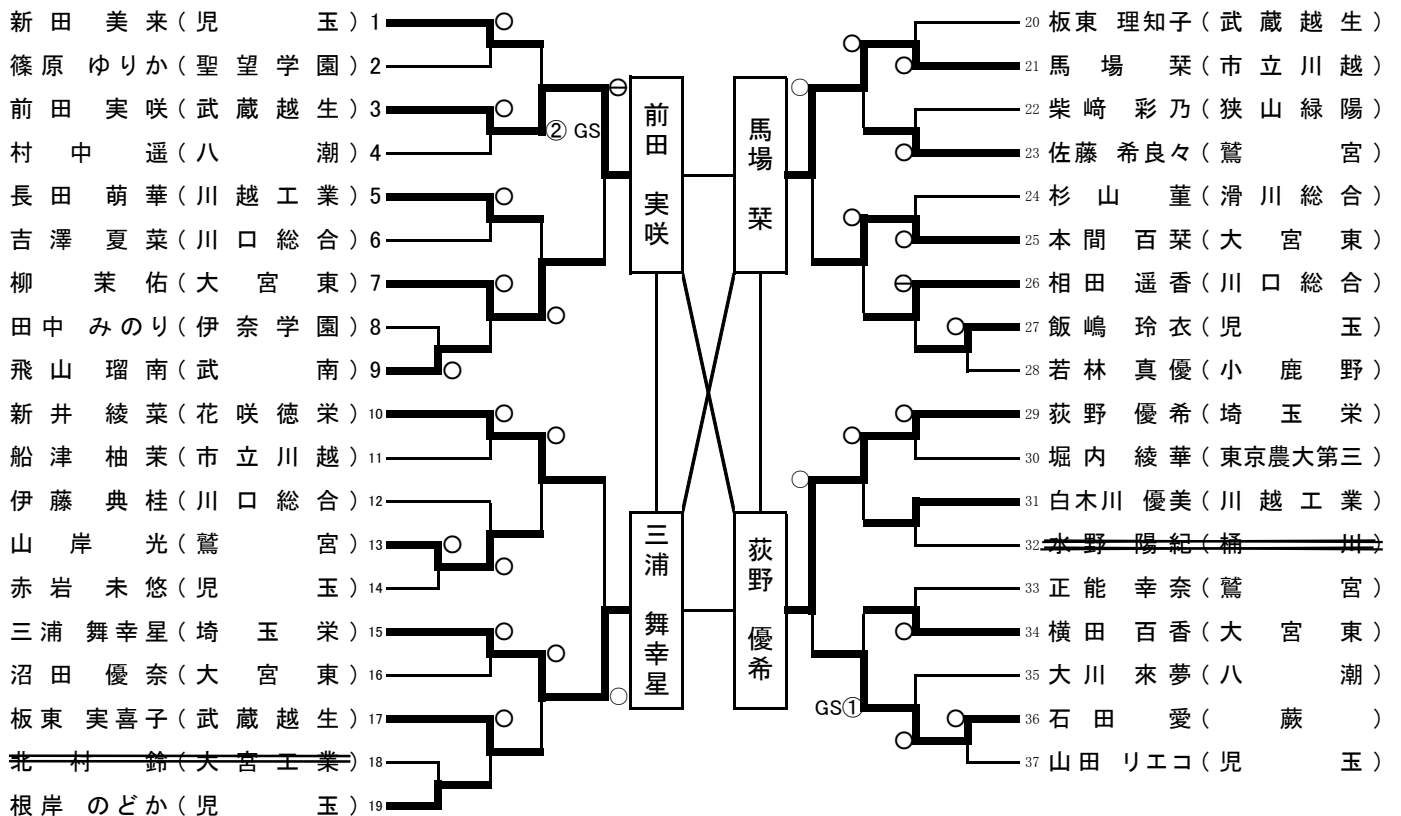 新田 美来(児玉)1
篠原 ゆりか(聖望学園)2
前田 実咲(武蔵越生)3
村中 遥(八潮)4
長田 萌華(川越工業)5
吉澤 夏菜(川口総合)6
柳 茉佑(大宮東)7
田中 みのり(伊奈学園)8
飛山 瑠南(武南)9
新井 綾菜(花咲徳栄)10
船津 柚茉(市立川越)11
伊藤 典桂(川口総合)12
山岸 光(鷲宮)13
赤岩 未悠(児玉)14
三浦 舞幸星(埼玉栄)15
沼田 優奈(大宮東)16
板東 実喜子(武蔵越生)17
北村 鈴(大宮工業)18
根岸 のどか(児玉)19
② GS
前田 実咲
三浦 舞幸星
馬場 栞
荻野 優希
GS①
20 板東 理知子(武蔵越生)
21 馬場 栞(市立川越)
22 柴﨑 彩乃(狭山緑陽)
23 佐藤 希良々(鷲宮)
24 杉山 菫(滑川総合)
25 本間 百栞(大宮東)
26 相田 遥香(川口総合)
27 飯嶋 玲衣(児玉)
28 若林 真優(小鹿野)
29 荻野 優希(埼玉栄)
30 堀内 綾華(東京農大第三)
31 白木川 優美(川越工業)
32 水野 陽紀(桶川)
33 正能 幸奈(鷲宮)
34 横田 百香(大宮東)
35 大川 來夢(八潮)
36 石田 愛(蕨)
37 山田 リエコ(児玉)